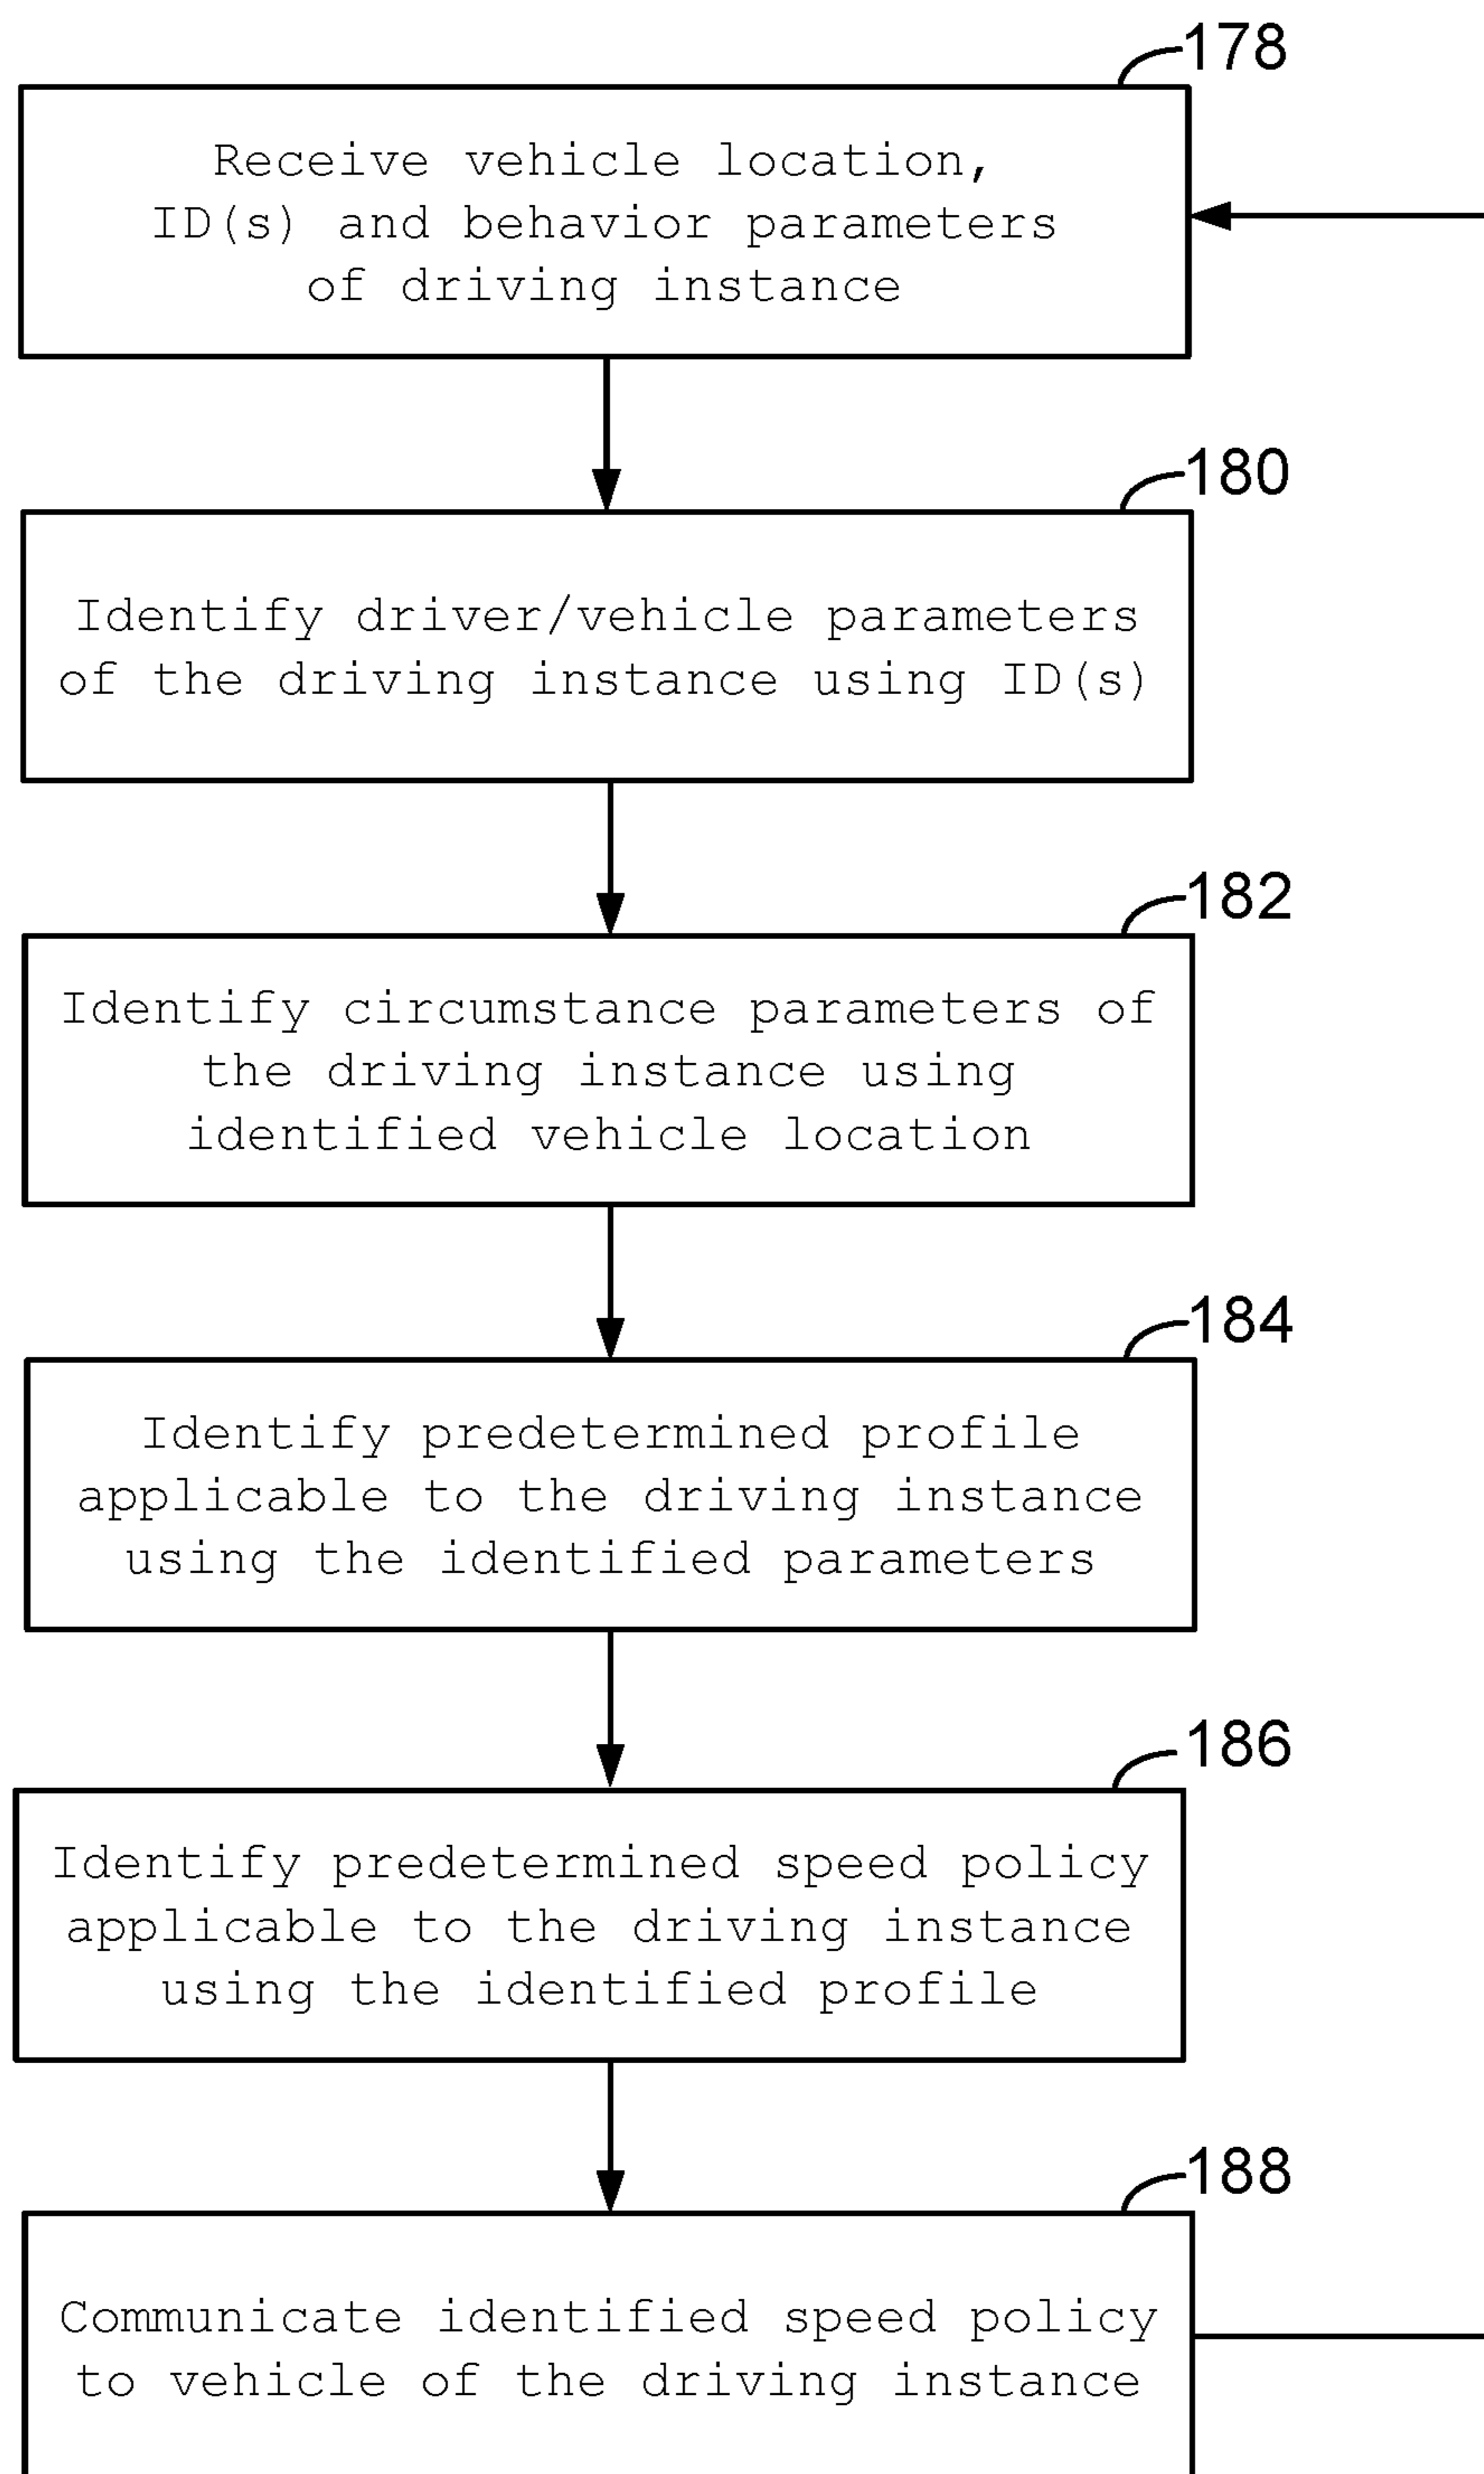 178
Receive vehicle location,
ID(s) and behavior parameters
of driving instance
180
Identify driver/vehicle parameters
of the driving instance using ID(s)
182
Identify circumstance parameters of
the driving instance using
identified vehicle location
184
Identify predetermined profile
applicable to the driving instance
using the identified parameters
186
Identify predetermined speed policy
applicable to the driving instance
using the identified profile
188
Communicate identified speed policy
to vehicle of the driving instance